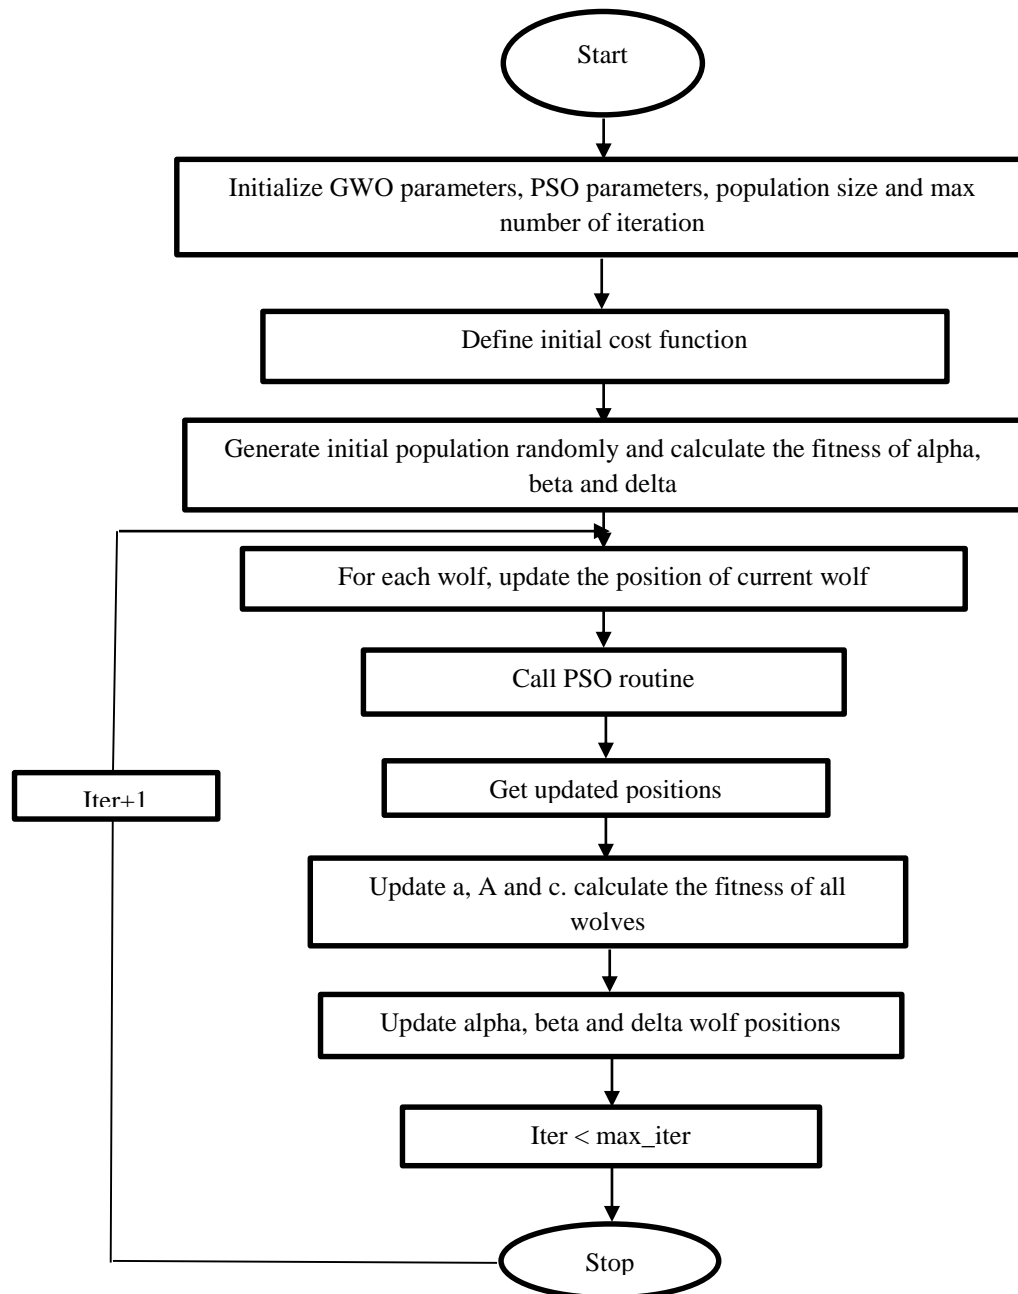 Start
Initialize GWO parameters, PSO parameters, population size and max
number of iteration
Define initial cost function
Generate initial population randomly and calculate the fitness of alpha,
beta and delta
For each wolf, update the position of current wolf
Call PSO routine
Get updated positions
Iter+1
Update a, A and c. calculate the fitness of all
wolves
Update alpha, beta and delta wolf positions
Iter < max_iter
Stop